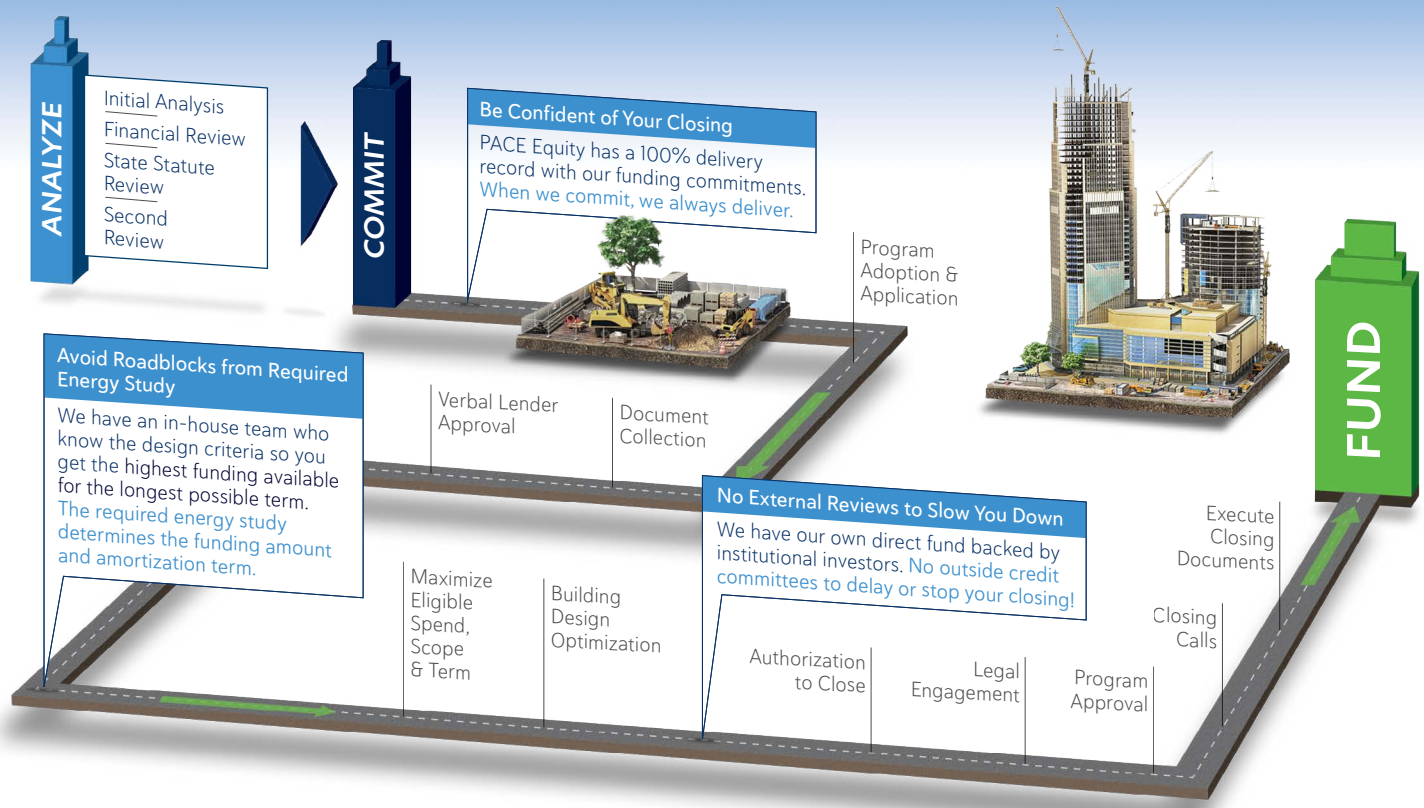 ANALYZE
Initial Analysis
Financial Review
State Statute
Review
Second
Review
COMMIT
Be Confident of Your Closing
PACE Equity has a 100% delivery
record with our funding commitments.
When we commit, we always deliver.
Program
Adoption &
Application
Document
Collection
Verbal Lender
Approval
Avoid Roadblocks from Required
Energy Study
We have an in-house team who
know the design criteria so you
get the highest funding available
for the longest possible term.
The required energy study
determines the funding amount
and amortization term.
Maximize
Eligible
Spend,
Scope
& Term
Building
Design
Optimization
No External Reviews to Slow You Down
We have our own direct fund backed by
institutional investors. No outside credit
committees to delay or stop your closing!
Authorization
to Close
Legal
Engagement
Program
Approval
Closing
Calls
Execute
Closing
Documents
FUND